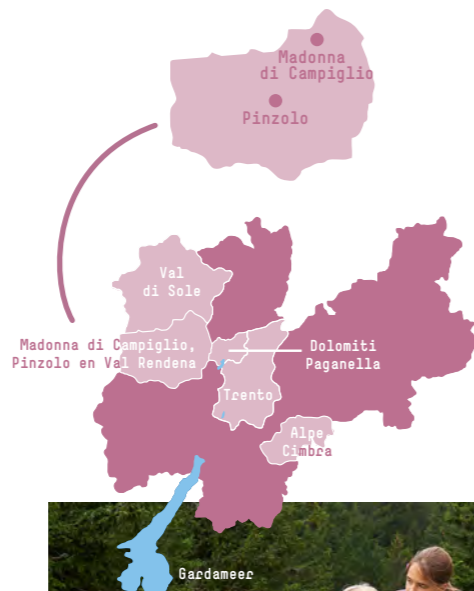 Madonna
di Campiglio
Pinzolo
Val
di Sole
Madonna di Campiglio,
Pinzolo en Val Rendena
Dolomiti
Paganella
Trento
Alpe
Cimbra
Gardameer